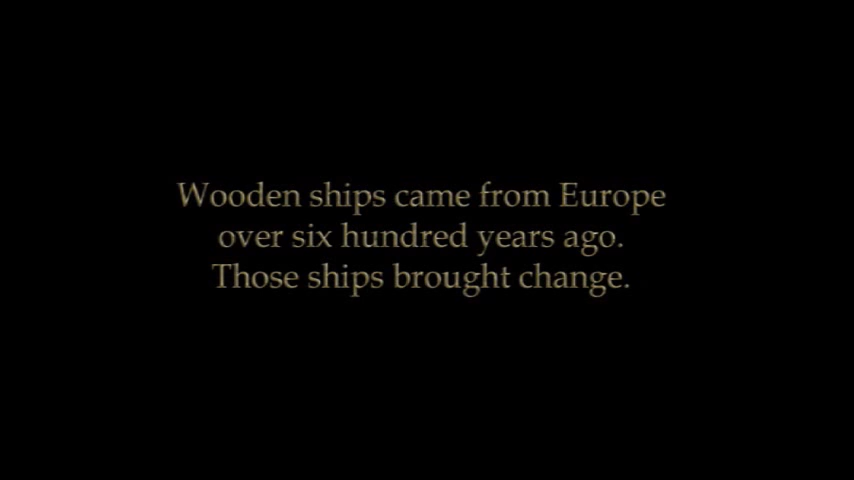 Wooden ships came from Europe
over six hundred years ago.
Those ships brought change.